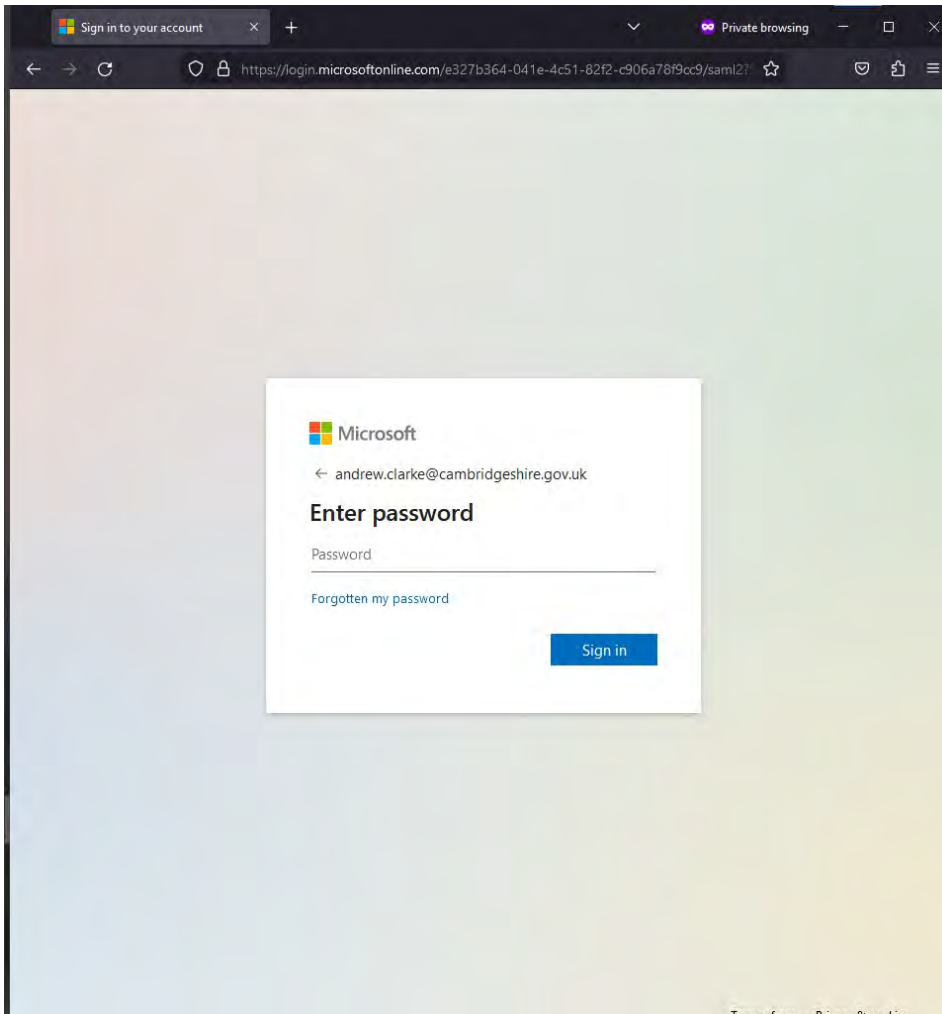 Sign in to your account
Private browsing
https://login.microsoftonline.com/e327b364-041e-4c51-82f2-c906a78f9cc9/saml2?
Microsoft
andrew.clarke@cambridgeshire.gov.uk
Enter password
Password
Forgotten my password
Sign in